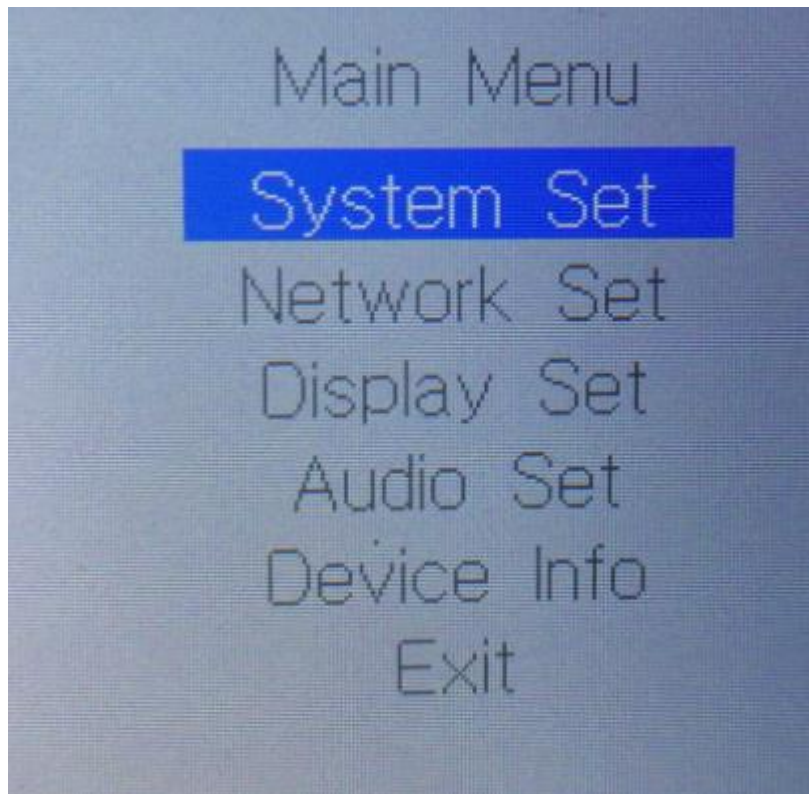 Main Menu
System Set
Network Set
Display Set
Audio Set
Device Info
Exit